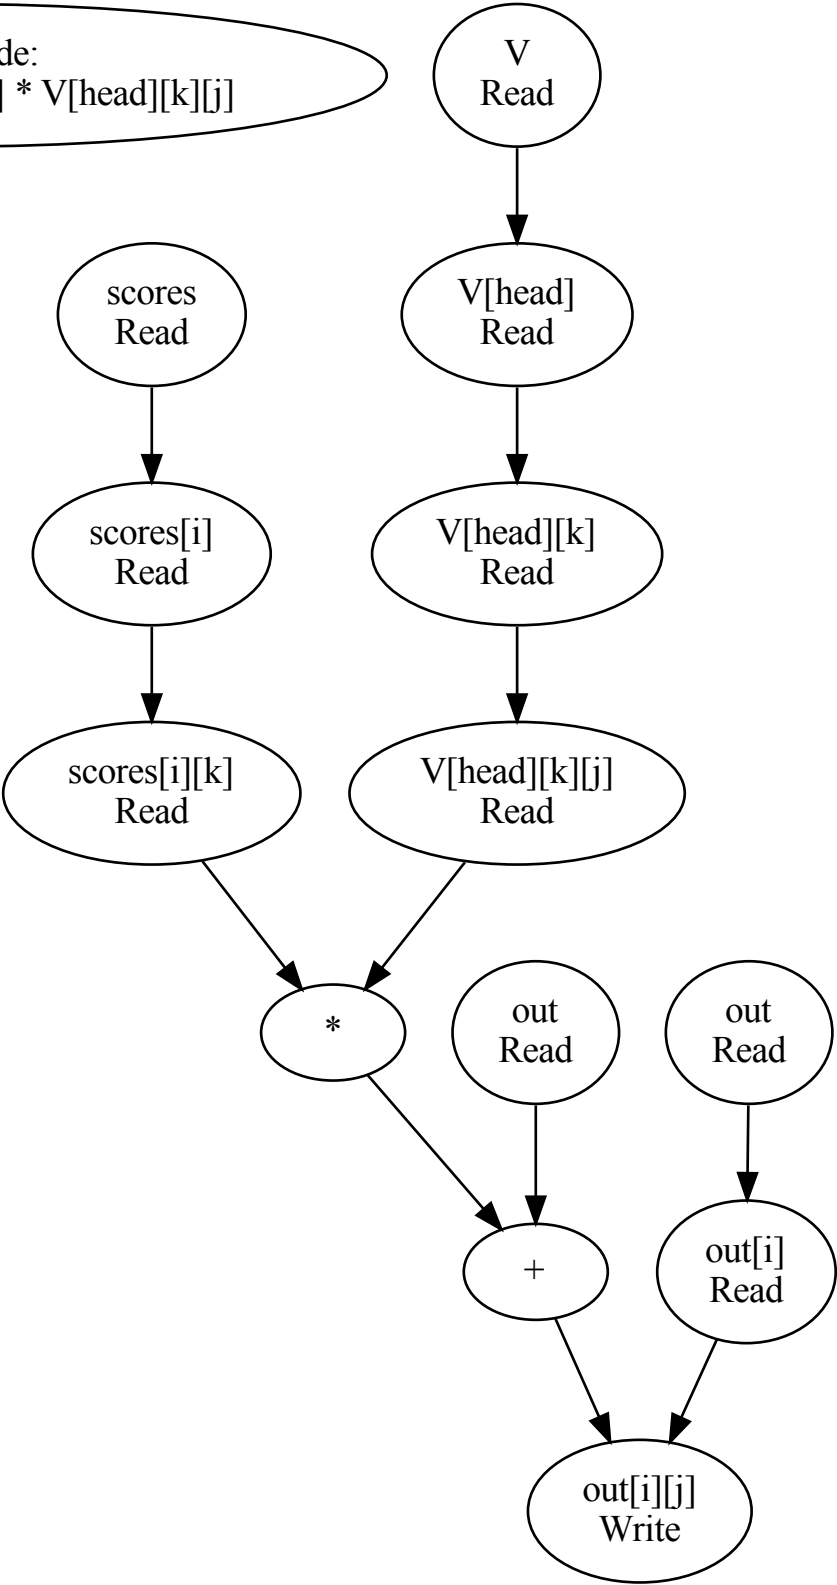 de:
] * V[head][k][j]
V
Read
scores
Read
V[head]
Read
scores[i]
Read
V[head][k]
Read
scores[i][k]
Read
V[head][k][j]
Read
*
out
Read
out
Read
+
out[i]
Read
out[i][j]
Write